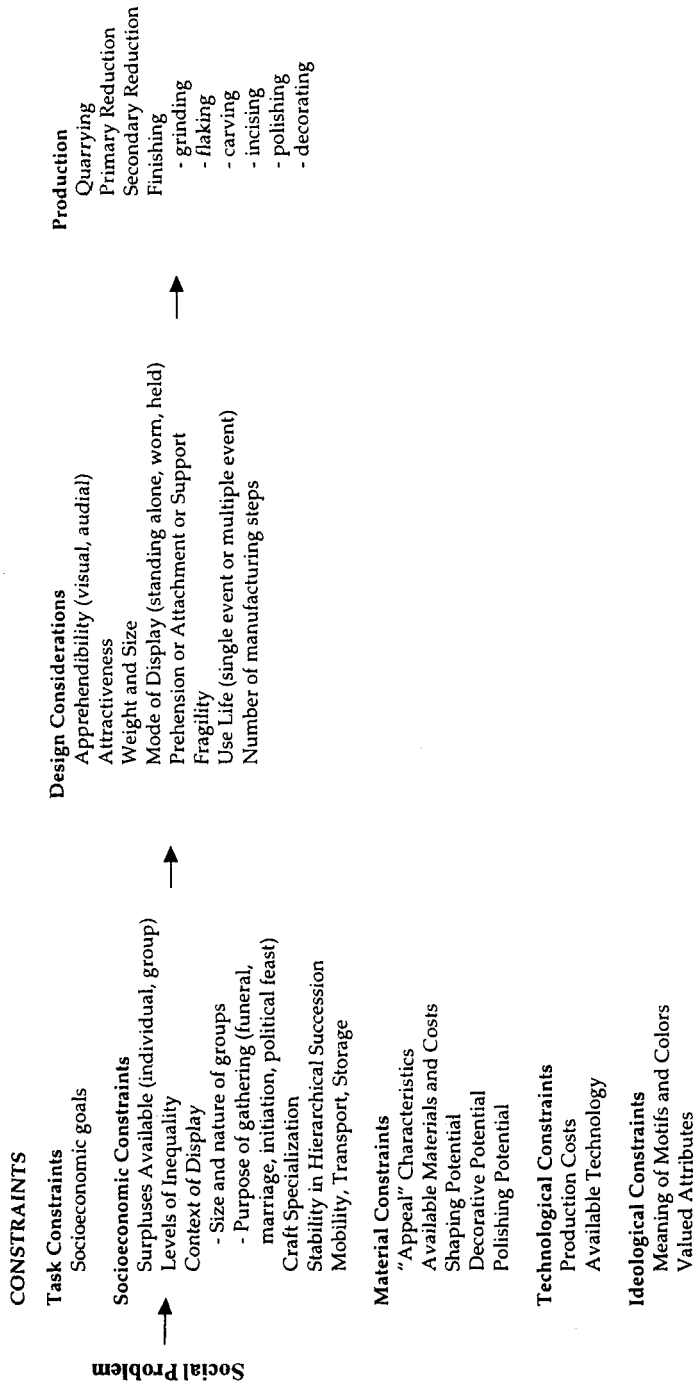 Social Problem
CONSTRAINTS
Task Constraints
Socioeconomic goals
Socioeconomic Constraints
Surpluses Available (individual, group)
Levels of Inequality
Context of Display
- Size and nature of groups
- Purpose of gathering (funeral,
marriage, initiation, political feast)
Craft Specialization
Stability in Hierarchical Succession
Mobility, Transport, Storage
Material Constraints
"Appeal" Characteristics
Available Materials and Costs
Shaping Potential
Decorative Potential
Polishing Potential
Technological Constraints
Production Costs
Available Technology
Ideological Constraints
Meaning of Motifs and Colors
Valued Attributes
Design Considerations
Apprehendibility (visual, audial)
Attractiveness
Weight and Size
Mode of Display (standing alone, worn, held)
Prehension or Attachment or Support
Fragility
Use Life (single event or multiple event)
Number of manufacturing steps
Production
Quarrying
Primary Reduction
Secondary Reduction
Finishing
- grinding
- flaking
- carving
- incising
- polishing
- decorating